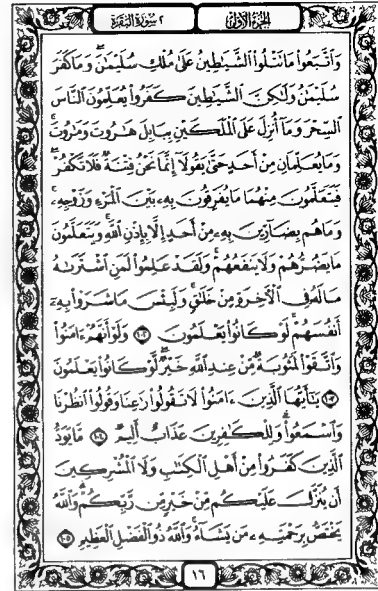 ٢ سورة البقرة
الجزء الأول
وَٱتَّبَعُوا۟ مَا تَتْلُوا۟ ٱلشَّيَـٰطِينُ عَلَىٰ مُلْكِ سُلَيْمَـٰنَ ۖ وَمَا كَفَرَ
سُلَيْمَـٰنُ وَلَـٰكِنَّ ٱلشَّيَـٰطِينَ كَفَرُوا۟ يُعَلِّمُونَ ٱلنَّاسَ
ٱلسِّحْرَ وَمَآ أُنزِلَ عَلَى ٱلْمَلَكَيْنِ بِبَابِلَ هَـٰرُوتَ وَمَـٰرُوتَ ۚ
وَمَا يُعَلِّمَانِ مِنْ أَحَدٍ حَتَّىٰ يَقُولَآ إِنَّمَا نَحْنُ فِتْنَةٌ فَلَا تَكْفُرْ ۖ
فَيَتَعَلَّمُونَ مِنْهُمَا مَا يُفَرِّقُونَ بِهِۦ بَيْنَ ٱلْمَرْءِ وَزَوْجِهِۦ ۚ
وَمَا هُم بِضَآرِّينَ بِهِۦ مِنْ أَحَدٍ إِلَّا بِإِذْنِ ٱللَّهِ ۚ وَيَتَعَلَّمُونَ
مَا يَضُرُّهُمْ وَلَا يَنفَعُهُمْ ۚ وَلَقَدْ عَلِمُوا۟ لَمَنِ ٱشْتَرَىٰهُ
مَا لَهُۥ فِى ٱلْـَٔاخِرَةِ مِنْ خَلَـٰقٍ ۚ وَلَبِئْسَ مَا شَرَوْا۟ بِهِۦٓ
أَنفُسَهُمْ ۚ لَوْ كَانُوا۟ يَعْلَمُونَ ١٠٢ وَلَوْ أَنَّهُمْ ءَامَنُوا۟
وَٱتَّقَوْا۟ لَمَثُوبَةٌ مِّنْ عِندِ ٱللَّهِ خَيْرٌ ۖ لَّوْ كَانُوا۟ يَعْلَمُونَ
١٠٣ يَـٰٓأَيُّهَا ٱلَّذِينَ ءَامَنُوا۟ لَا تَقُولُوا۟ رَٰعِنَا وَقُولُوا۟ ٱنظُرْنَا
وَٱسْمَعُوا۟ ۗ وَلِلْكَـٰفِرِينَ عَذَابٌ أَلِيمٌ ١٠٤ مَّا يَوَدُّ
ٱلَّذِينَ كَفَرُوا۟ مِنْ أَهْلِ ٱلْكِتَـٰبِ وَلَا ٱلْمُشْرِكِينَ
أَن يُنَزَّلَ عَلَيْكُم مِّنْ خَيْرٍ مِّن رَّبِّكُمْ ۗ وَٱللَّهُ
يَخْتَصُّ بِرَحْمَتِهِۦ مَن يَشَآءُ ۚ وَٱللَّهُ ذُو ٱلْفَضْلِ ٱلْعَظِيمِ ١٠٥
١٦